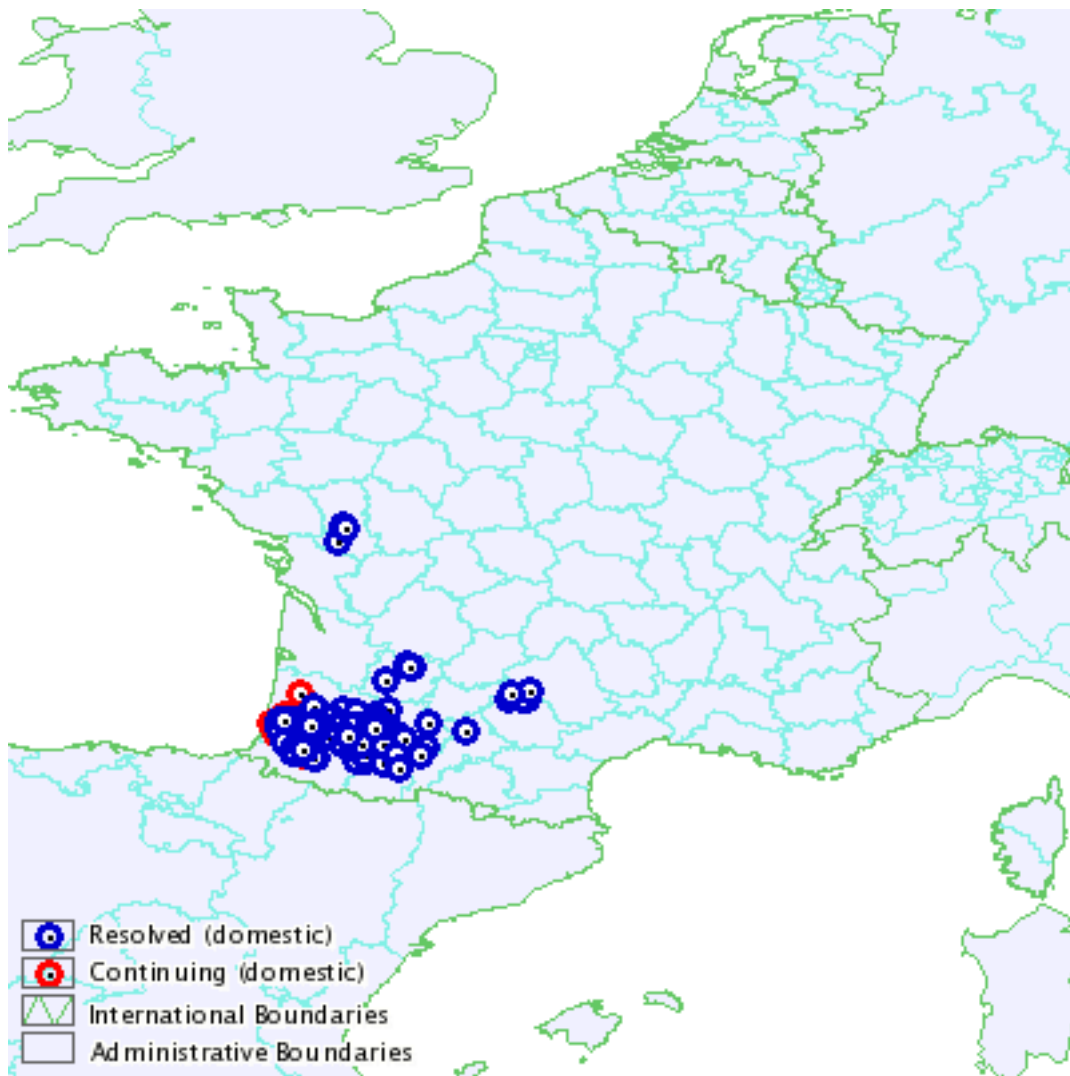 Resolved (domestic)
Continuing (domestic)
International Boundaries
Administrative Boundaries